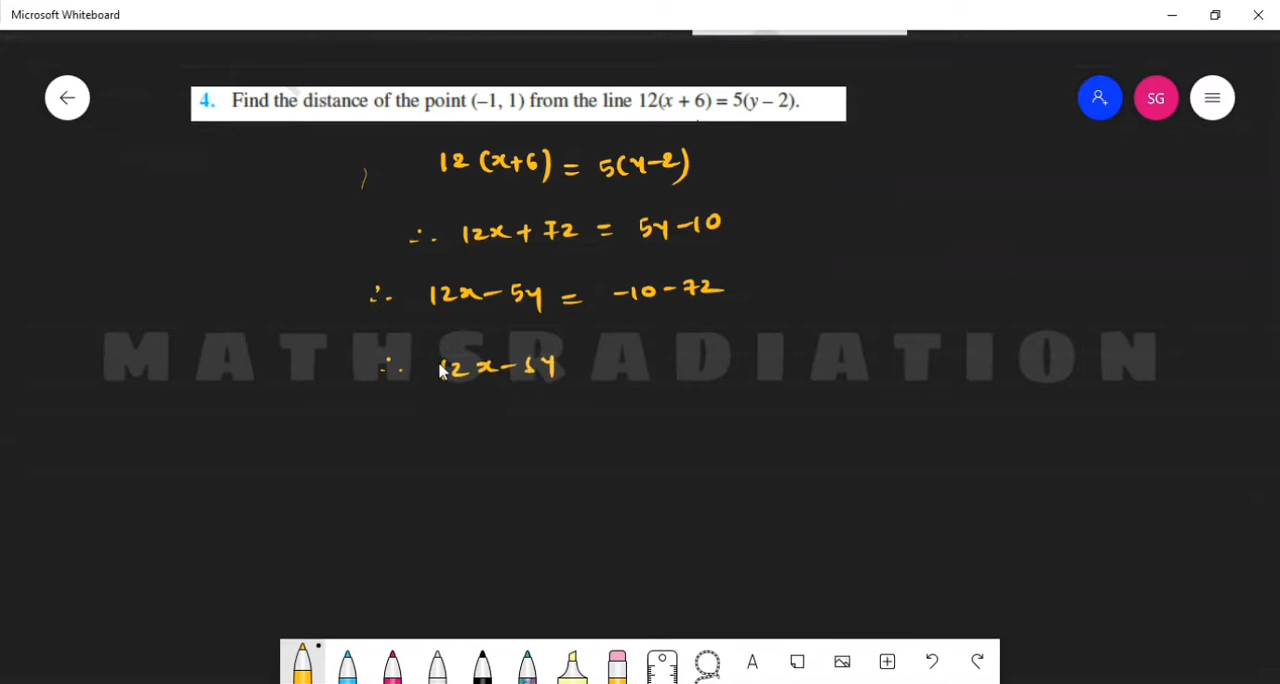 Microsoft Whiteboard
SG
4. Find the distance of the point (–1, 1) from the line 12(x + 6) = 5(y – 2).
12 (x+6) = 5(y-2)
∴ 12x + 72 = 5y - 10
∴ 12x - 5y = -10 - 72
MATHSRADIATION
∴ 12x - 5y